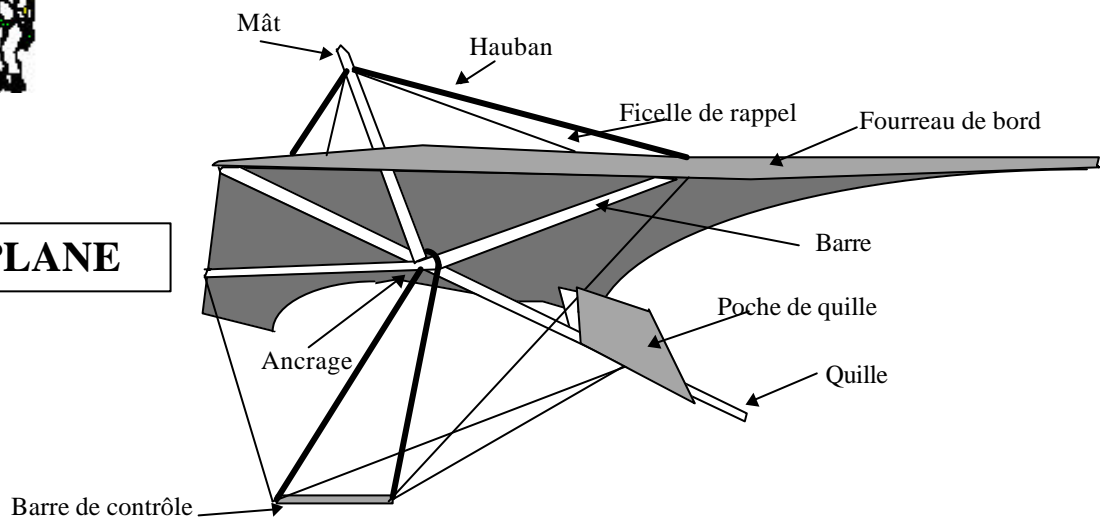 Mât
Hauban
Ficelle de rappel
Fourreau de bord
PLANE
Barre
Poche de quille
Ancrage
Quille
Barre de contrôle